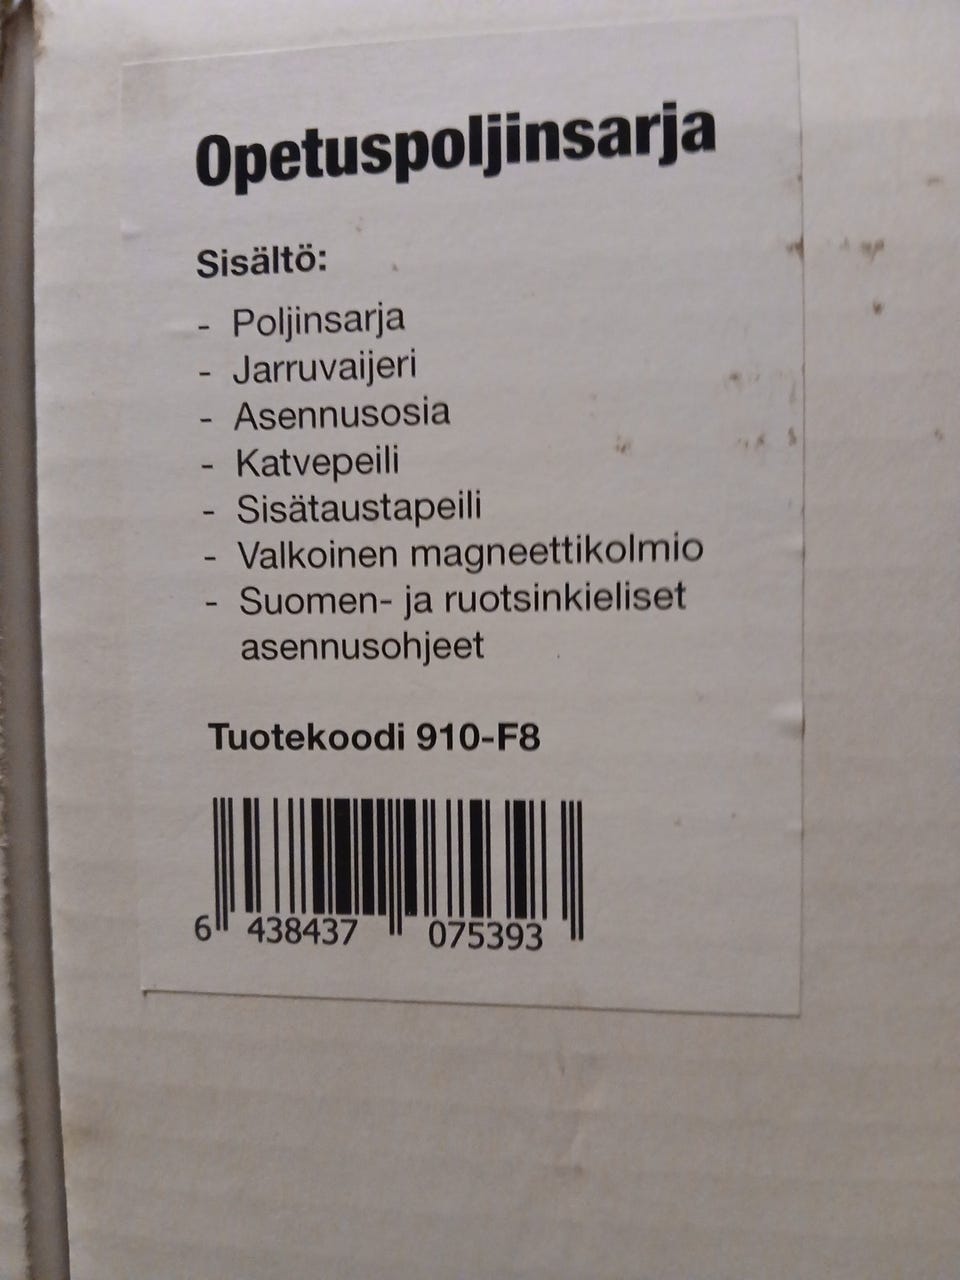 Opetuspoljinsarja
Sisältö:
- Poljinsarja
- Jarruvaijeri
- Asennusosia
- Katvepeili
- Sisätaustapeili
- Valkoinen magneettikolmio
- Suomen- ja ruotsinkieliset
asennusohjeet
Tuotekoodi 910-F8
6 438437 075393